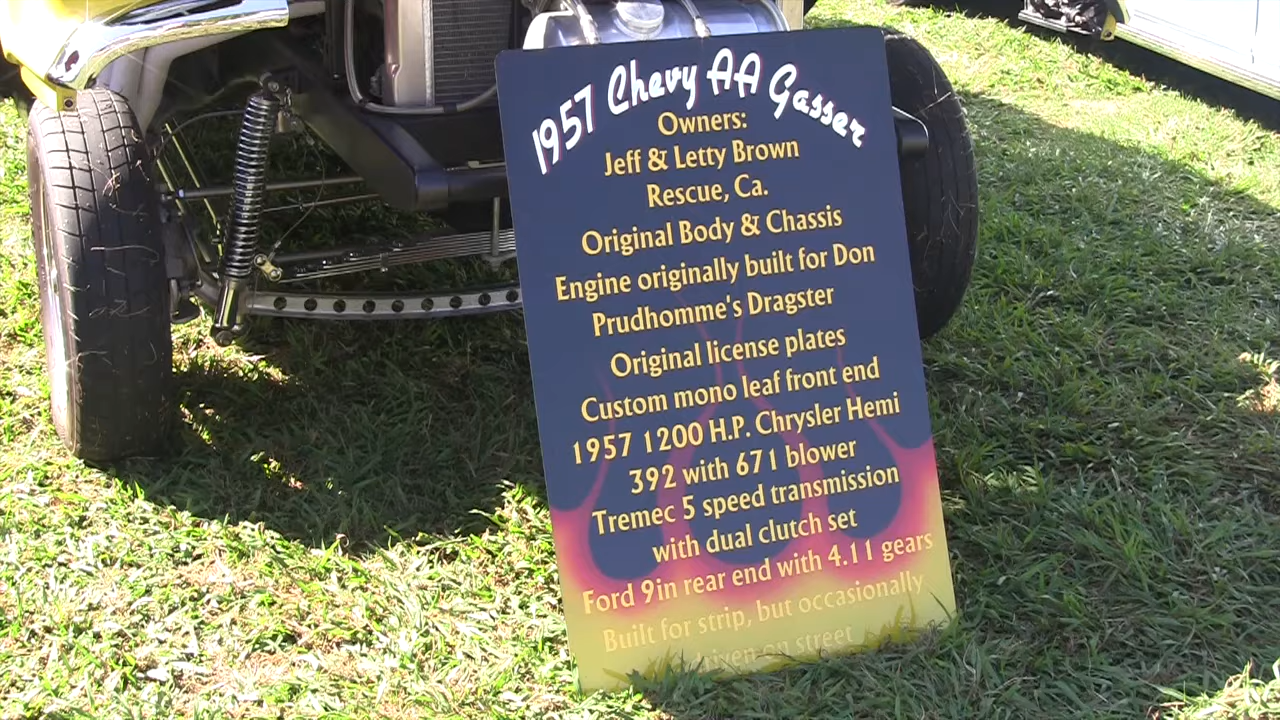 1957 Chevy AA Gasser
Owners:
Jeff & Letty Brown
Rescue, Ca.
Original Body & Chassis
Engine originally built for Don
Prudhomme's Dragster
Original license plates
Custom mono leaf front end
1957 1200 H.P. Chrysler Hemi
392 with 671 blower
Tremec 5 speed transmission
with dual clutch set
Ford 9in rear end with 4.11 gears
Built for strip, but occasionally
driven on street